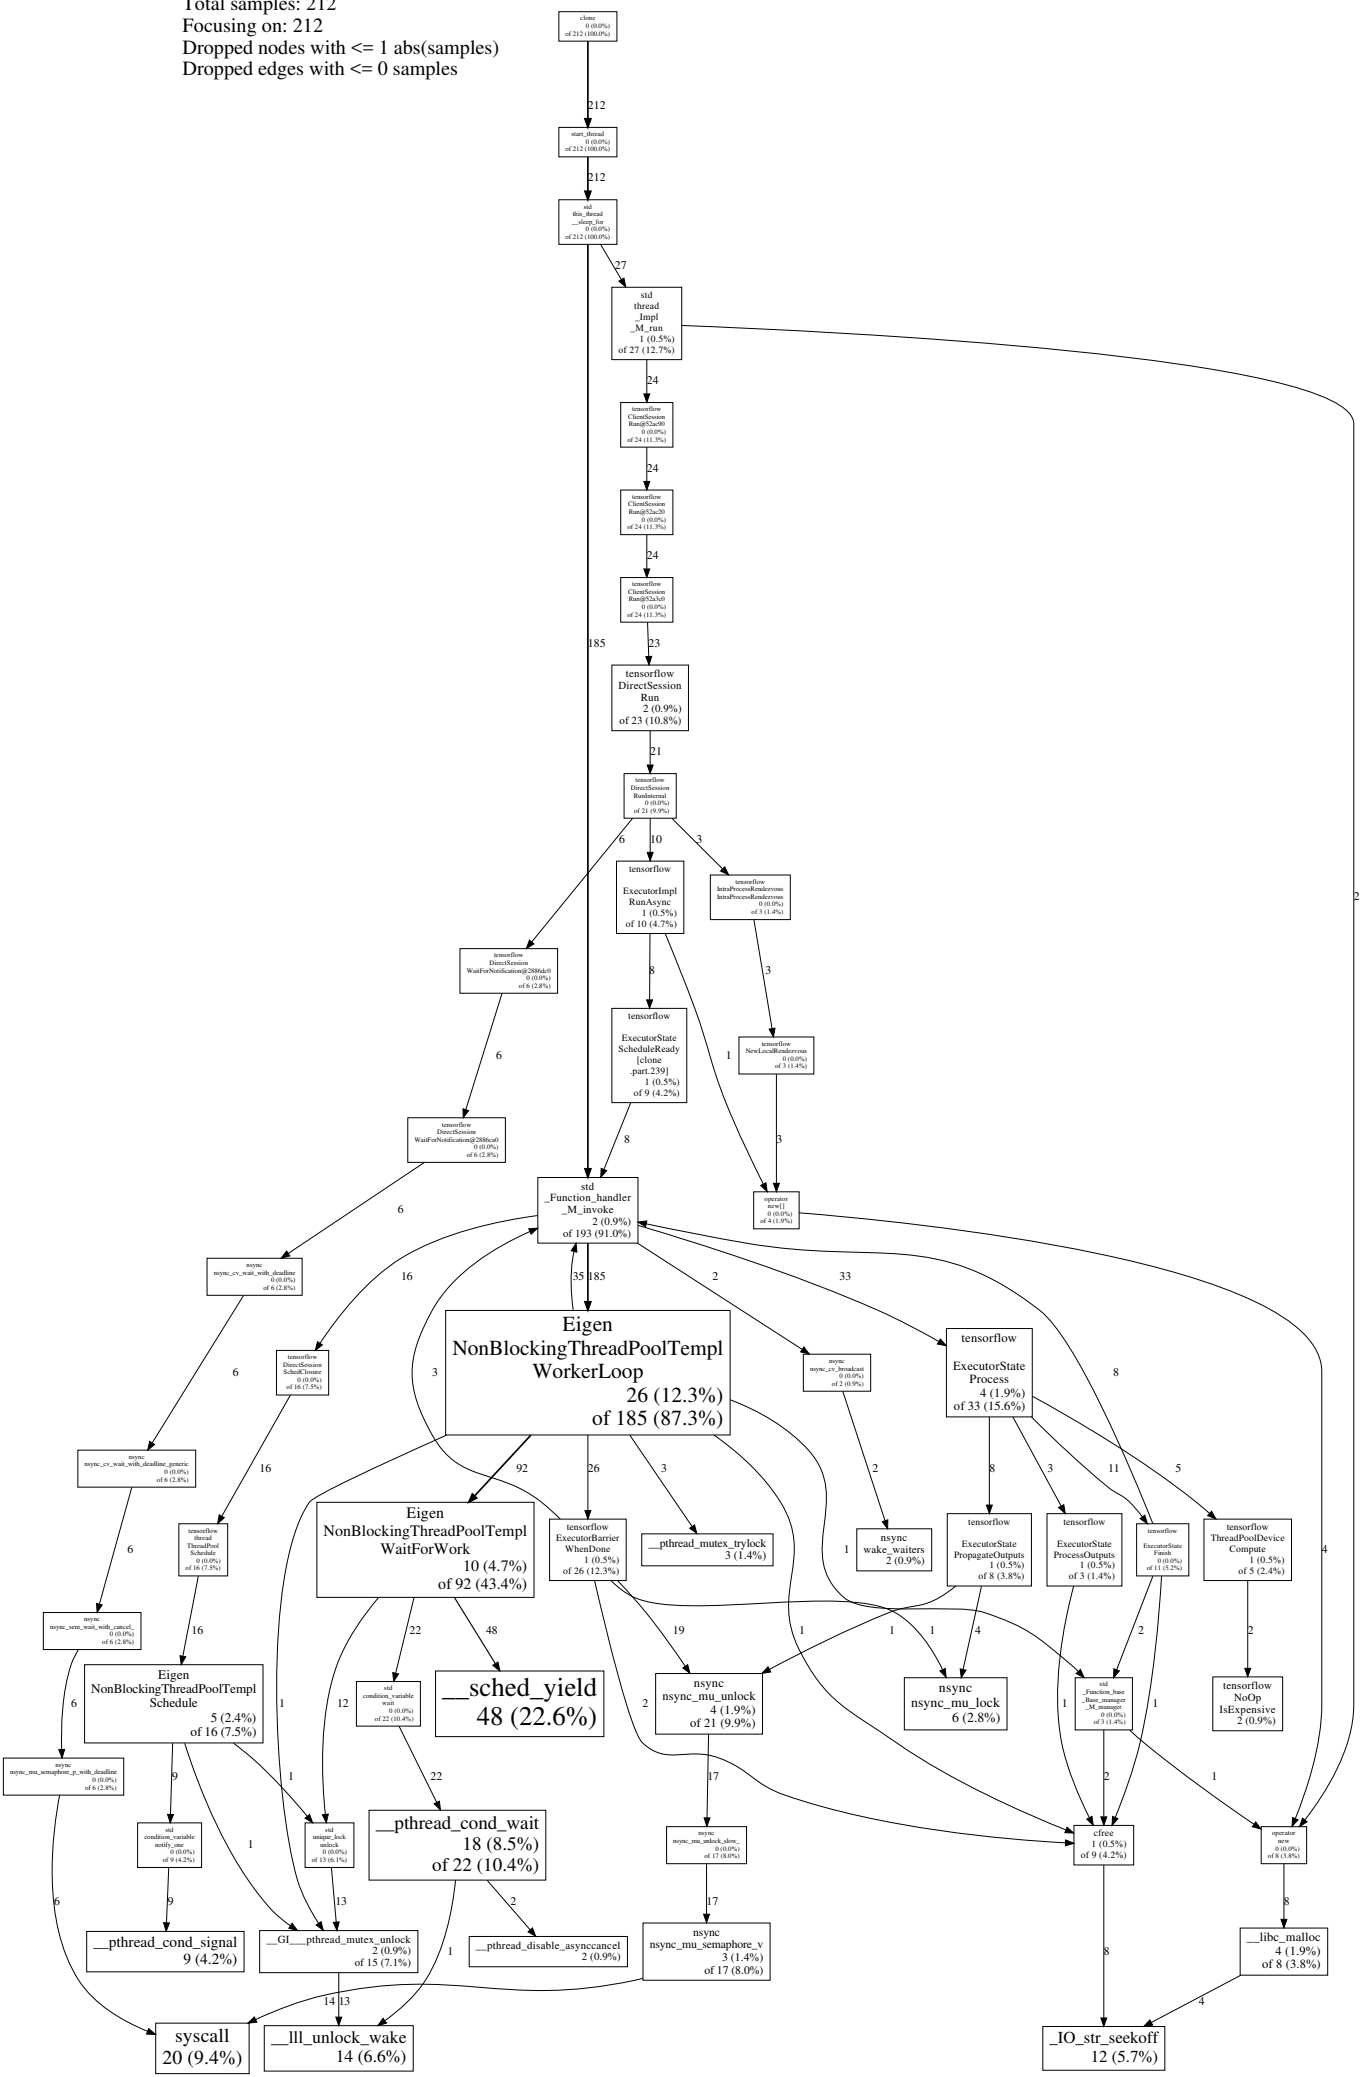 Total samples: 212
Focusing on: 212
Dropped nodes with <= 1 abs(samples)
Dropped edges with <= 0 samples
clone
0 (0.0%)
of 212 (100.0%)
212
start_thread
0 (0.0%)
of 212 (100.0%)
212
std
this_thread
__sleep_for
0 (0.0%)
of 212 (100.0%)
27
185
std
thread
_Impl
_M_run
1 (0.5%)
of 27 (12.7%)
24
2
tensorflow
ClientSession
Run@52ac90
0 (0.0%)
of 24 (11.3%)
24
tensorflow
ClientSession
Run@52ac20
0 (0.0%)
of 24 (11.3%)
24
tensorflow
ClientSession
Run@52a3c0
0 (0.0%)
of 24 (11.3%)
23
tensorflow
DirectSession
Run
2 (0.9%)
of 23 (10.8%)
21
tensorflow
DirectSession
RunInternal
0 (0.0%)
of 21 (9.9%)
6
10
3
tensorflow
ExecutorImpl
RunAsync
1 (0.5%)
of 10 (4.7%)
tensorflow
IntraProcessRendezvous
IntraProcessRendezvous
0 (0.0%)
of 3 (1.4%)
8
1
3
tensorflow
DirectSession
WaitForNotification@2886dc0
0 (0.0%)
of 6 (2.8%)
6
tensorflow
ExecutorState
ScheduleReady
[clone
.part.239]
1 (0.5%)
of 9 (4.2%)
8
tensorflow
NewLocalRendezvous
0 (0.0%)
of 3 (1.4%)
3
tensorflow
DirectSession
WaitForNotification@2886ca0
0 (0.0%)
of 6 (2.8%)
6
std
_Function_handler
_M_invoke
2 (0.9%)
of 193 (91.0%)
16
35
185
2
33
operator
new[]
0 (0.0%)
of 4 (1.9%)
4
nsync
nsync_cv_wait_with_deadline
0 (0.0%)
of 6 (2.8%)
6
tensorflow
DirectSession
SchedClosure
0 (0.0%)
of 16 (7.5%)
16
3
Eigen
NonBlockingThreadPoolTempl
WorkerLoop
26 (12.3%)
of 185 (87.3%)
1
92
26
3
1
1
nsync
nsync_cv_broadcast
0 (0.0%)
of 2 (0.9%)
2
tensorflow
ExecutorState
Process
4 (1.9%)
of 33 (15.6%)
8
3
11
5
8
nsync
nsync_cv_wait_with_deadline_generic
0 (0.0%)
of 6 (2.8%)
6
tensorflow
thread
ThreadPool
Schedule
0 (0.0%)
of 16 (7.5%)
16
Eigen
NonBlockingThreadPoolTempl
WaitForWork
10 (4.7%)
of 92 (43.4%)
12
22
48
tensorflow
ExecutorBarrier
WhenDone
1 (0.5%)
of 26 (12.3%)
2
19
1
__pthread_mutex_trylock
3 (1.4%)
nsync
wake_waiters
2 (0.9%)
tensorflow
ExecutorState
PropagateOutputs
1 (0.5%)
of 8 (3.8%)
1
4
tensorflow
ExecutorState
ProcessOutputs
1 (0.5%)
of 3 (1.4%)
1
tensorflow
ExecutorState
Finish
0 (0.0%)
of 11 (5.2%)
2
1
tensorflow
ThreadPoolDevice
Compute
1 (0.5%)
of 5 (2.4%)
2
nsync
nsync_sem_wait_with_cancel_
0 (0.0%)
of 6 (2.8%)
6
Eigen
NonBlockingThreadPoolTempl
Schedule
5 (2.4%)
of 16 (7.5%)
9
1
1
std
condition_variable
wait
0 (0.0%)
of 22 (10.4%)
22
__sched_yield
48 (22.6%)
nsync
nsync_mu_unlock
4 (1.9%)
of 21 (9.9%)
17
nsync
nsync_mu_lock
6 (2.8%)
std
_Function_base
_Base_manager
_M_manager
0 (0.0%)
of 3 (1.4%)
2
1
tensorflow
NoOp
IsExpensive
2 (0.9%)
nsync
nsync_mu_semaphore_p_with_deadline
0 (0.0%)
of 6 (2.8%)
6
std
condition_variable
notify_one
0 (0.0%)
of 9 (4.2%)
9
std
unique_lock
unlock
0 (0.0%)
of 13 (6.1%)
13
__pthread_cond_wait
18 (8.5%)
of 22 (10.4%)
1
2
nsync
nsync_mu_unlock_slow_
0 (0.0%)
of 17 (8.0%)
17
cfree
1 (0.5%)
of 9 (4.2%)
8
operator
new
0 (0.0%)
of 8 (3.8%)
8
__pthread_cond_signal
9 (4.2%)
__GI___pthread_mutex_unlock
2 (0.9%)
of 15 (7.1%)
13
__pthread_disable_asynccancel
2 (0.9%)
nsync
nsync_mu_semaphore_v
3 (1.4%)
of 17 (8.0%)
14
__libc_malloc
4 (1.9%)
of 8 (3.8%)
4
syscall
20 (9.4%)
__lll_unlock_wake
14 (6.6%)
_IO_str_seekoff
12 (5.7%)